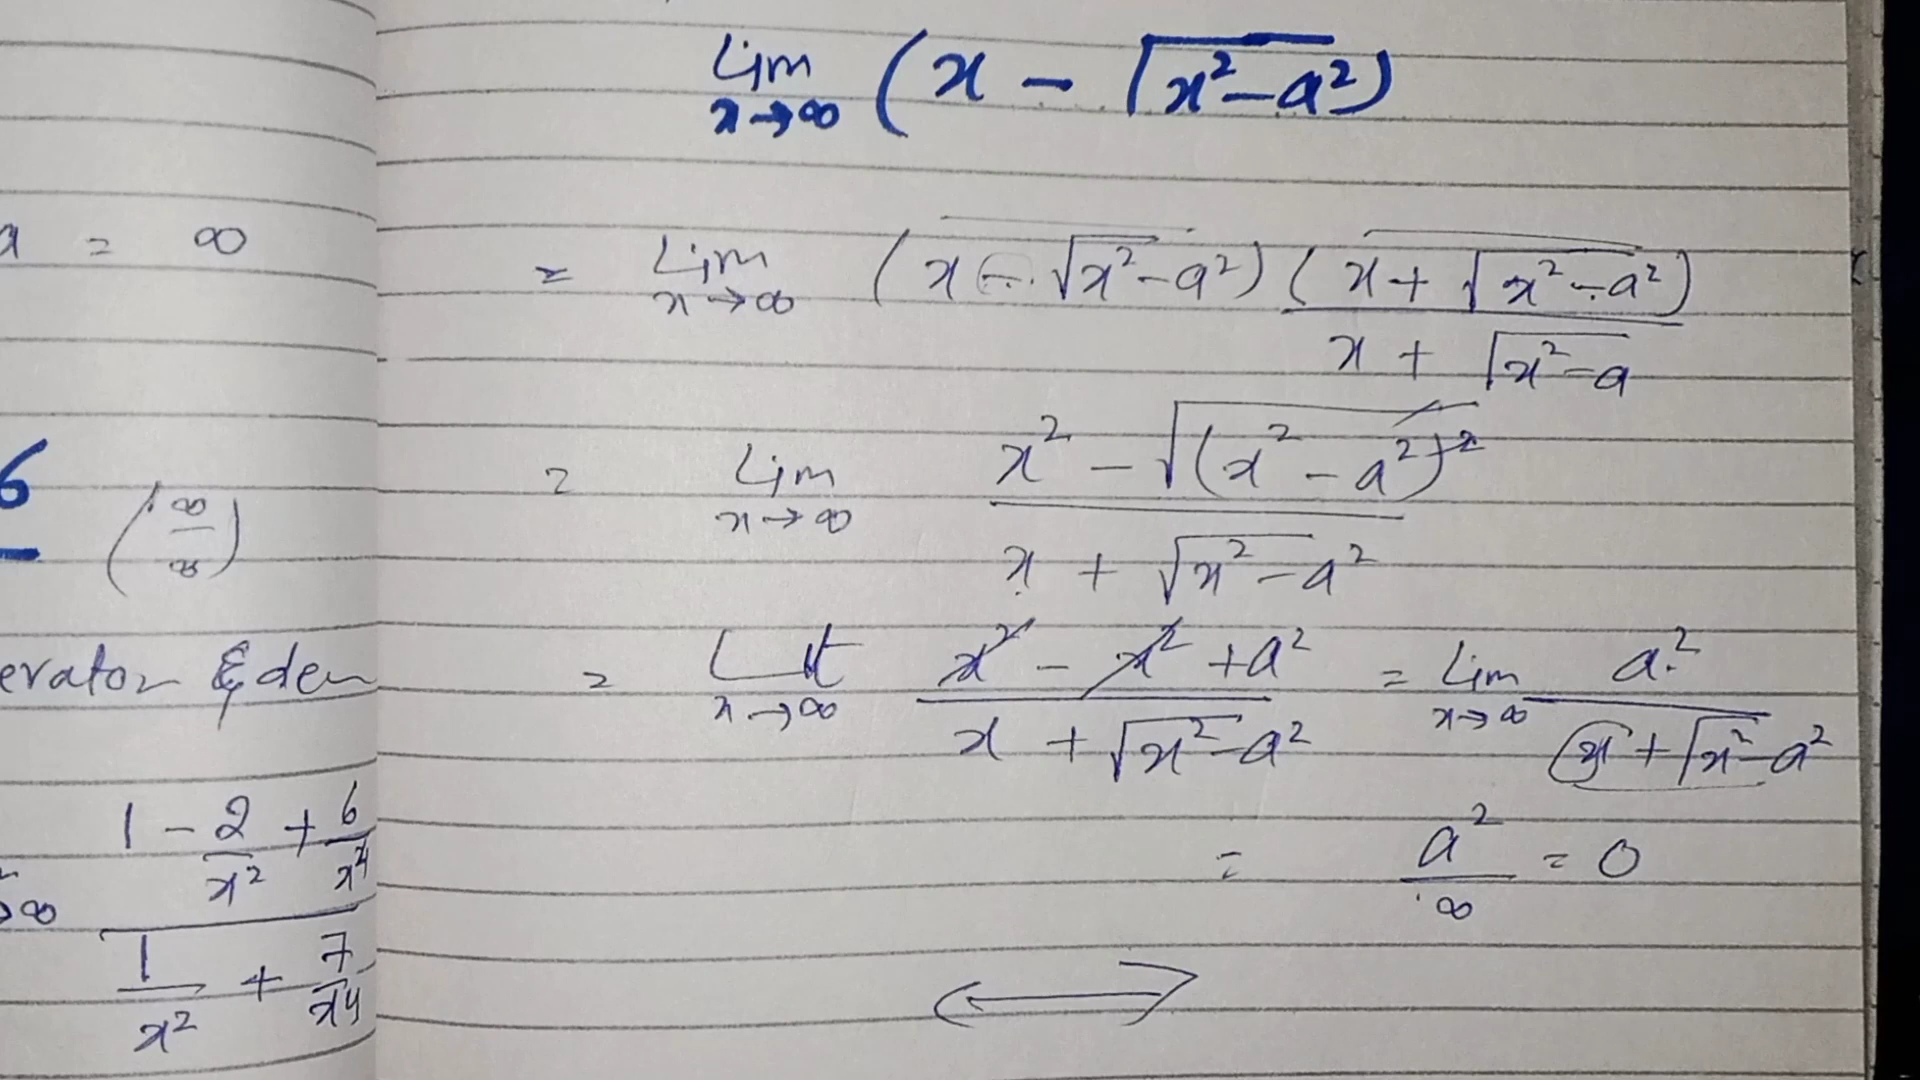 Lim x→∞ (x - √x²-a²)
= Lim x→∞ (x - √x²-a²) (x + √x²-a²) / x + √x²-a
= Lim x→∞ x² - √(x²-a²)² / x + √x²-a²
= Lt x→∞ x² - x² + a² / x + √x²-a² = Lim x→∞ a² / x + √x²-a²
= a² / ∞ = 0
= ∞
6 (∞/∞)
erator & den
→∞ 1 - 2/x² + 6/x⁴ / 1/x² + 7/x4